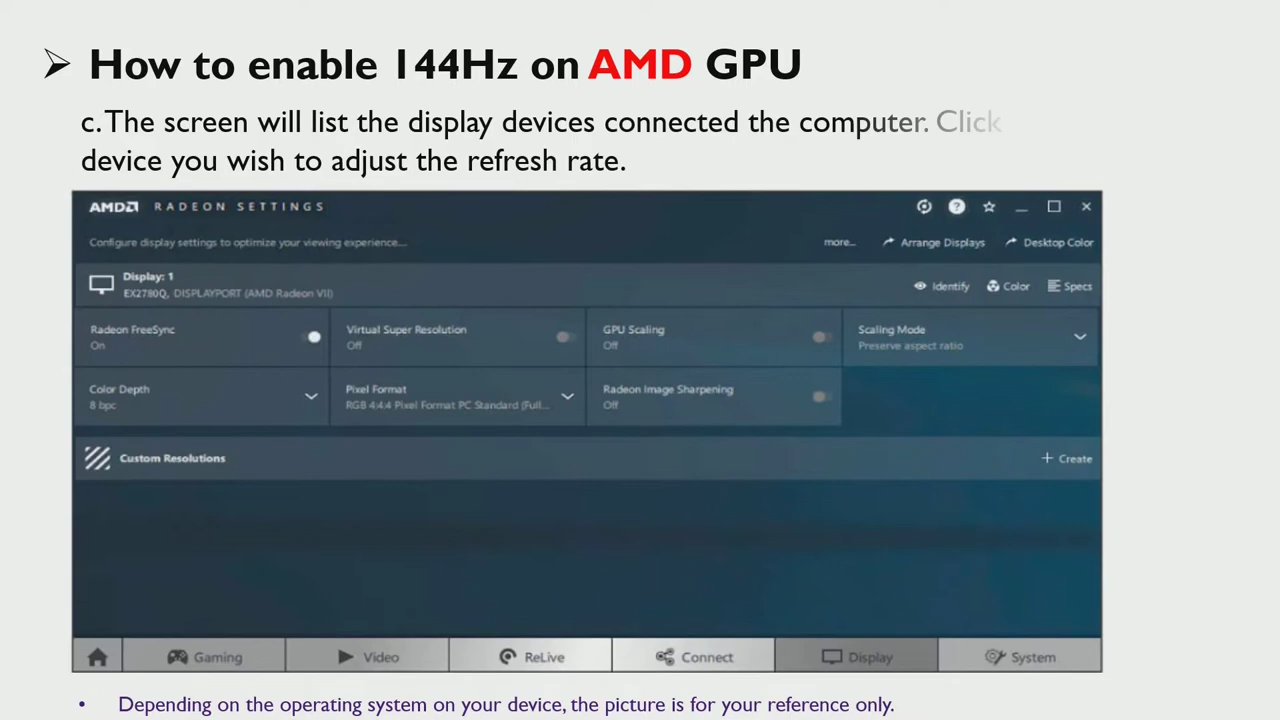 ➢ How to enable 144Hz on AMD GPU
c. The screen will list the display devices connected the computer. Click
device you wish to adjust the refresh rate.
AMD RADEON SETTINGS
Configure display settings to optimize your viewing experience...
more... Arrange Displays Desktop Color
Display: 1
EX2780Q, DISPLAYPORT (AMD Radeon VII)
Identify Color Specs
Radeon FreeSync
On
Virtual Super Resolution
Off
GPU Scaling
Off
Scaling Mode
Preserve aspect ratio
Color Depth
8 bpc
Pixel Format
RGB 4:4:4 Pixel Format PC Standard (Full...
Radeon Image Sharpening
Off
Custom Resolutions
+ Create
Gaming Video ReLive Connect Display System
• Depending on the operating system on your device, the picture is for your reference only.